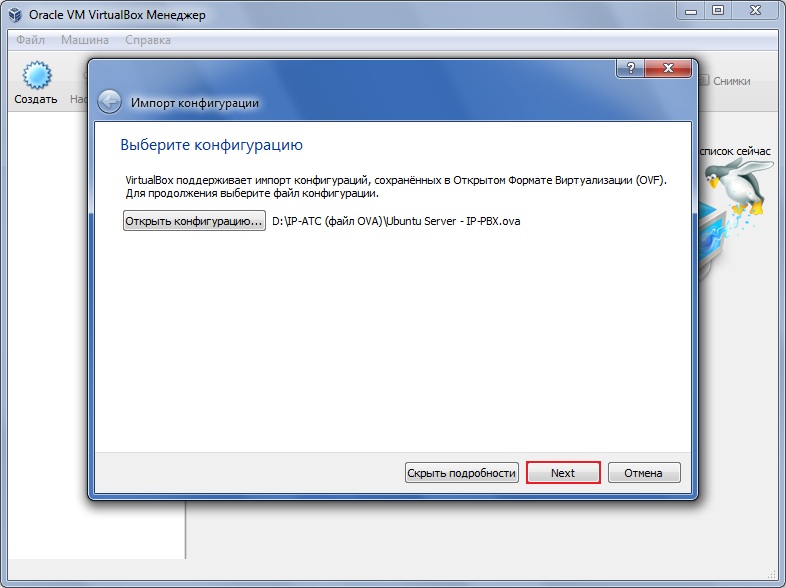 Oracle VM VirtualBox Менеджер
Файл Машина Справка
Создать
Снимки
список сейчас
?
Импорт конфигурации
Выберите конфигурацию
VirtualBox поддерживает импорт конфигураций, сохранённых в Открытом Формате Виртуализации (OVF).
Для продолжения выберите файл конфигурации.
Открыть конфигурацию... D:\IP-ATC (файл OVA)\Ubuntu Server - IP-PBX.ova
Скрыть подробности Next Отмена